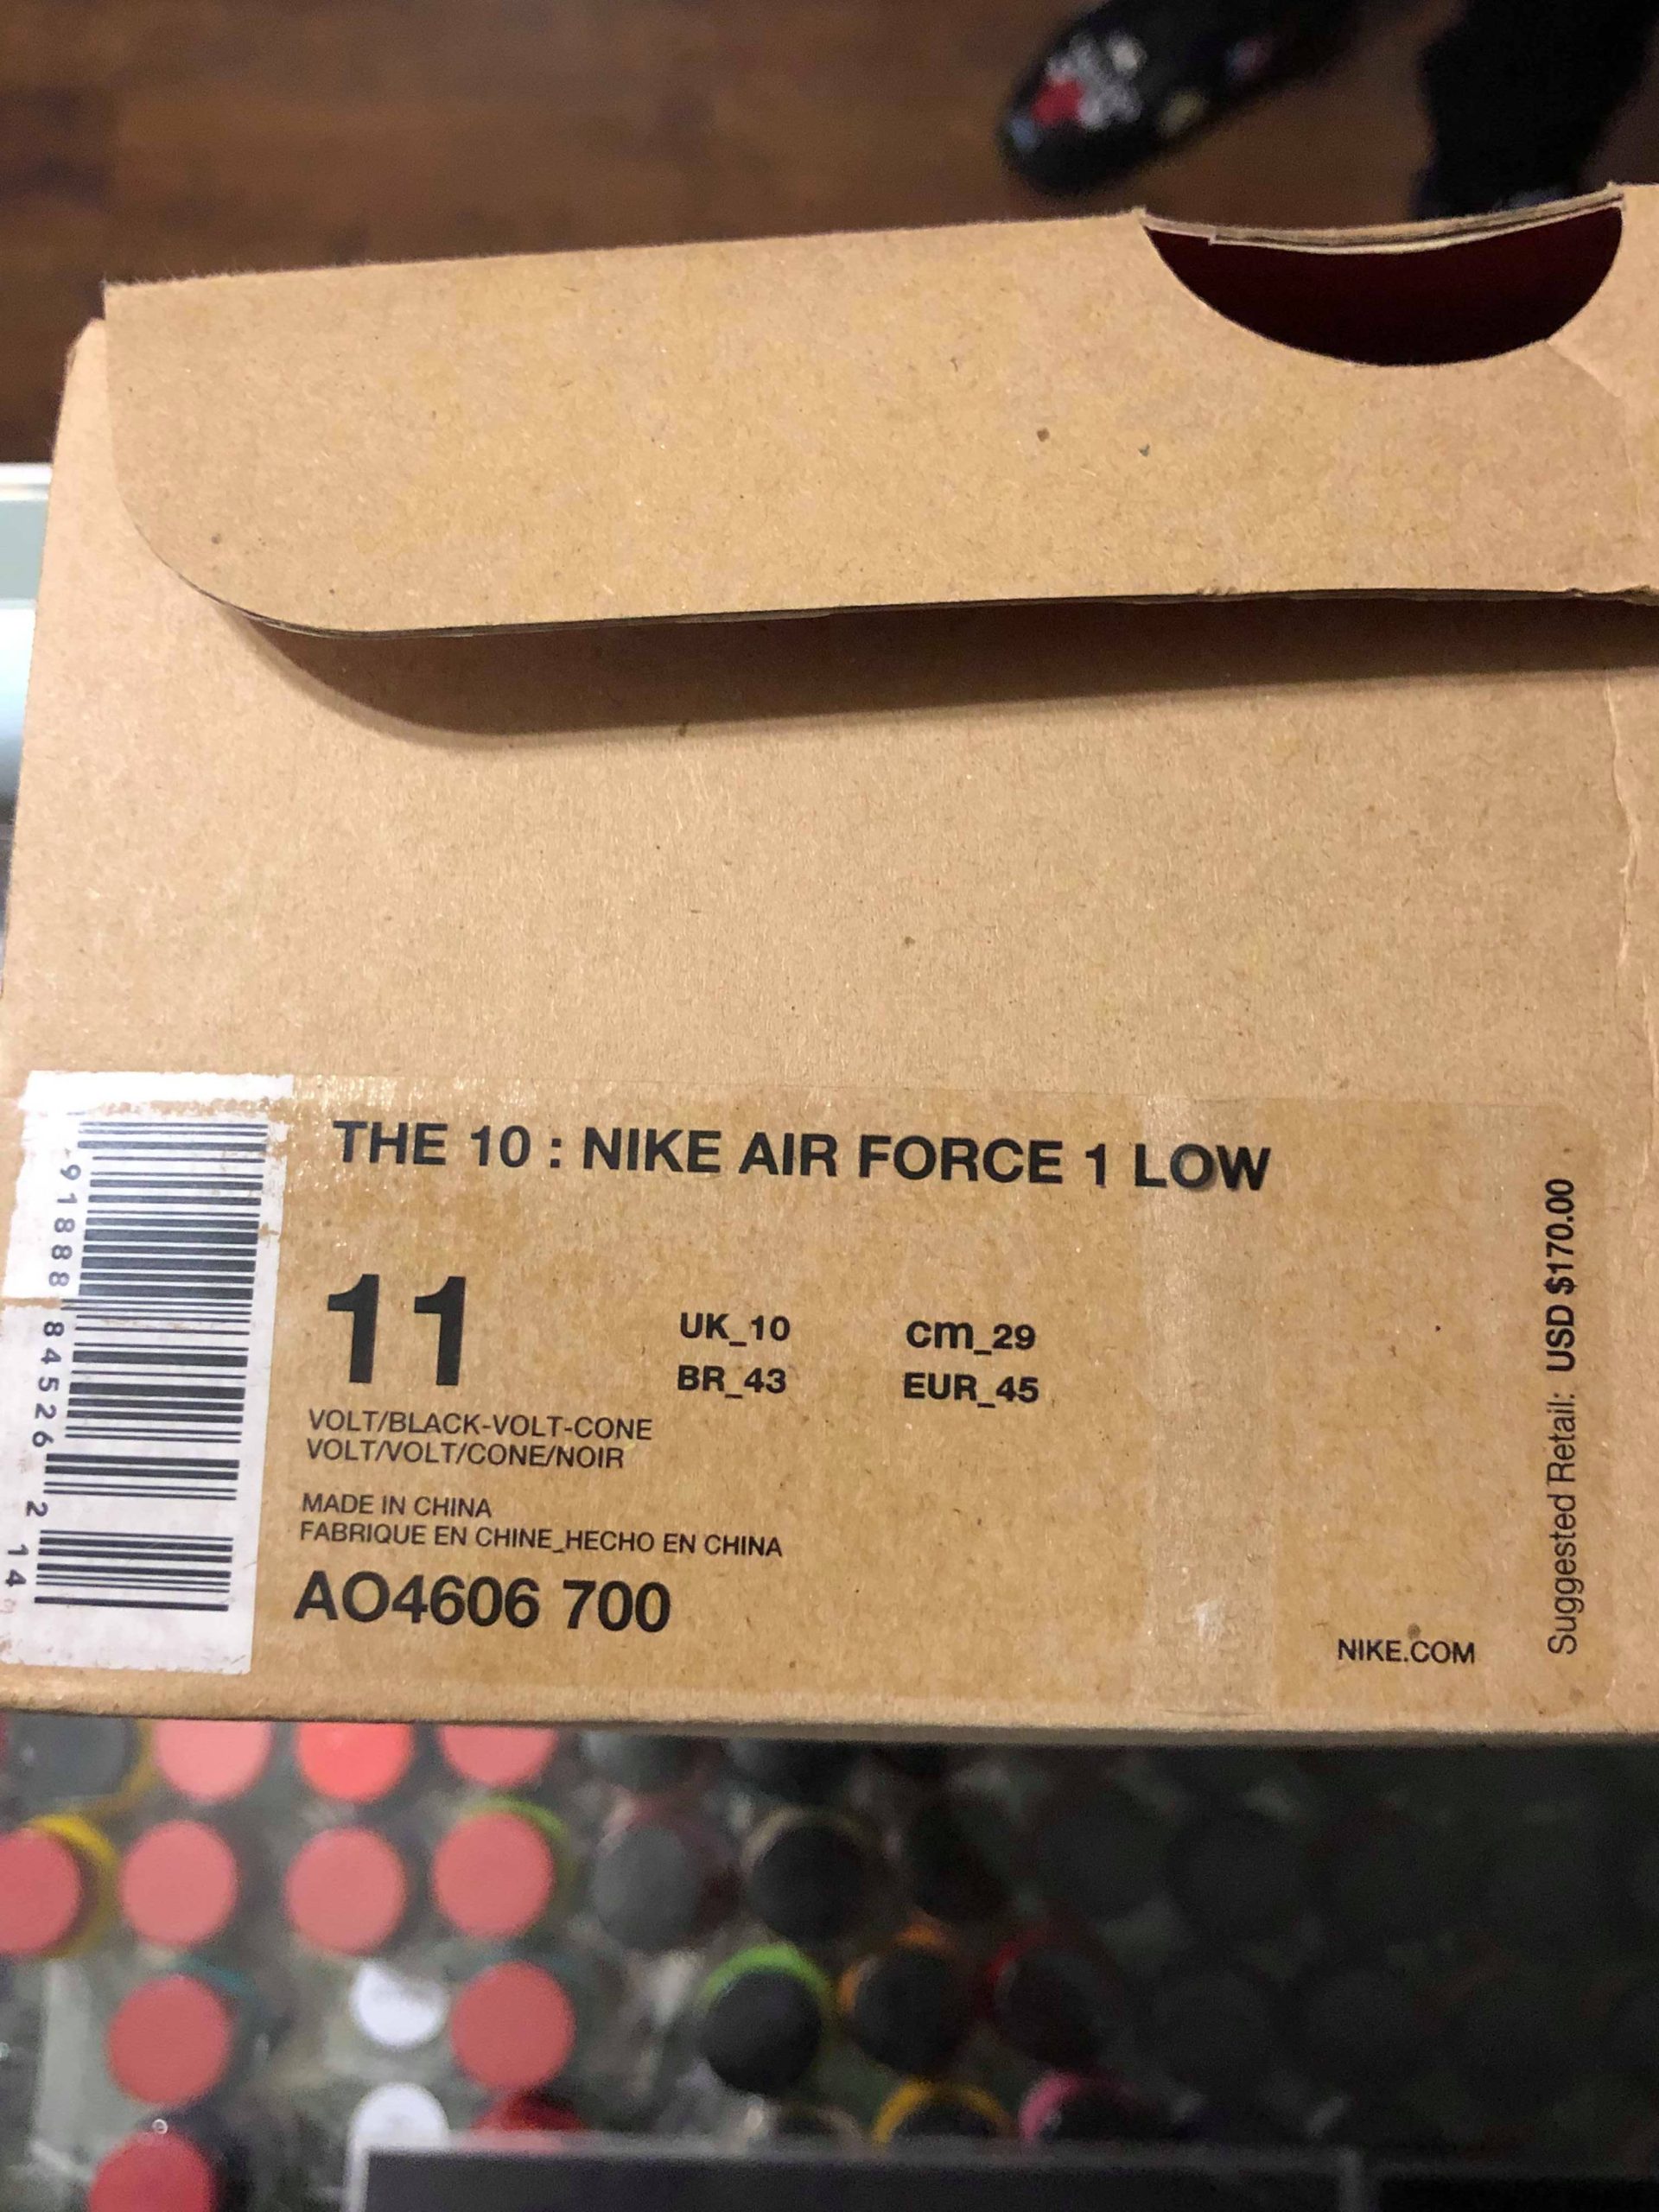 THE 10 : NIKE AIR FORCE 1 LOW
11
UK_10 cm_29
BR_43 EUR_45
VOLT/BLACK-VOLT-CONE
VOLT/VOLT/CONE/NOIR
MADE IN CHINA
FABRIQUE EN CHINE_HECHO EN CHINA
AO4606 700
NIKE.COM
Suggested Retail: USD $170.00
91888 84526 2 14